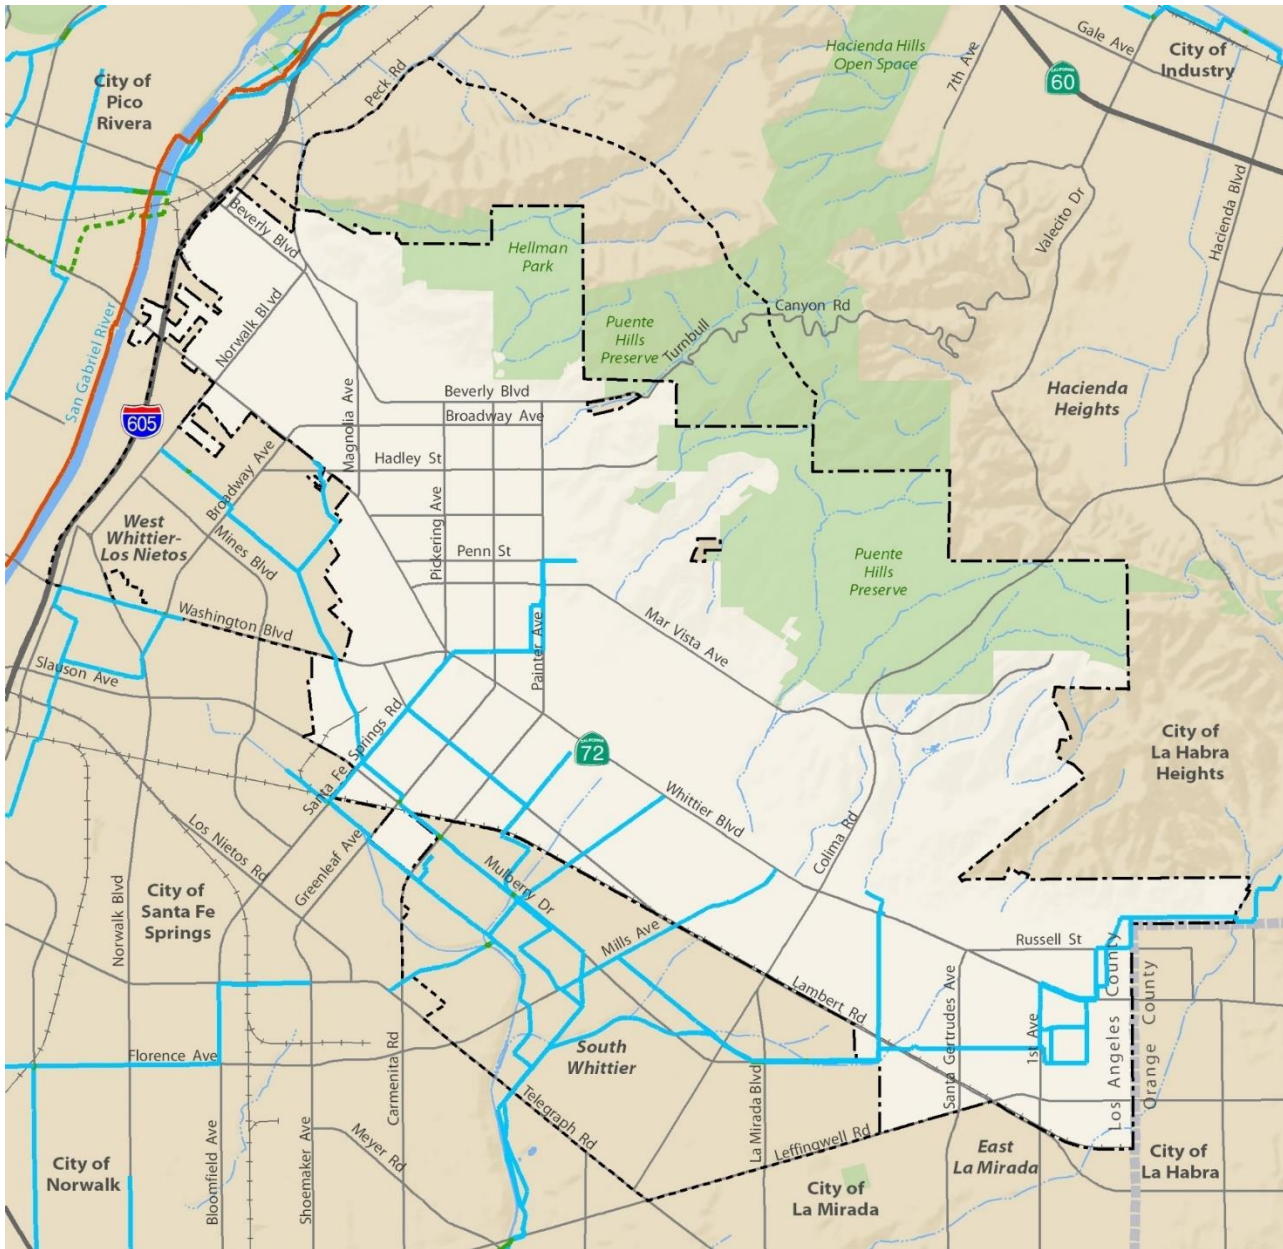 Hacienda Hills
Open Space
Gale Ave
City of
Industry
7th Ave
CALIFORNIA
60
City of
Pico
Rivera
Peck Rd
Hacienda Blvd
Valecito Dr
Beverly Blvd
Hellman
Park
Norwalk Blvd
Canyon Rd
Turnbull
Puente
Hills
Preserve
San Gabriel River
605
Magnolia Ave
Beverly Blvd
Broadway Ave
Hacienda
Heights
Hadley St
Broadway Ave
Pickering Ave
West
Whittier-
Los Nietos
Mines Blvd
Penn St
Puente
Hills
Preserve
Washington Blvd
Painter Ave
Mar Vista Ave
Slauson Ave
Santa Fe Springs Rd
CALIFORNIA
72
City of
La Habra
Heights
Whittier Blvd
Colima Rd
Los Nietos Rd
Greenleaf Ave
Mulberry Dr
Norwalk Blvd
City of
Santa Fe
Springs
Mills Ave
Russell St
Lambert Rd
Santa Gertrudes Ave
1st Ave
Los Angeles County
Orange County
Florence Ave
Carmenita Rd
South
Whittier
Telegraph Rd
La Mirada Blvd
Leffingwell Rd
Meyer Rd
Bloomfield Ave
Shoemaker Ave
City of
Norwalk
East
La Mirada
City of
La Habra
City of
La Mirada